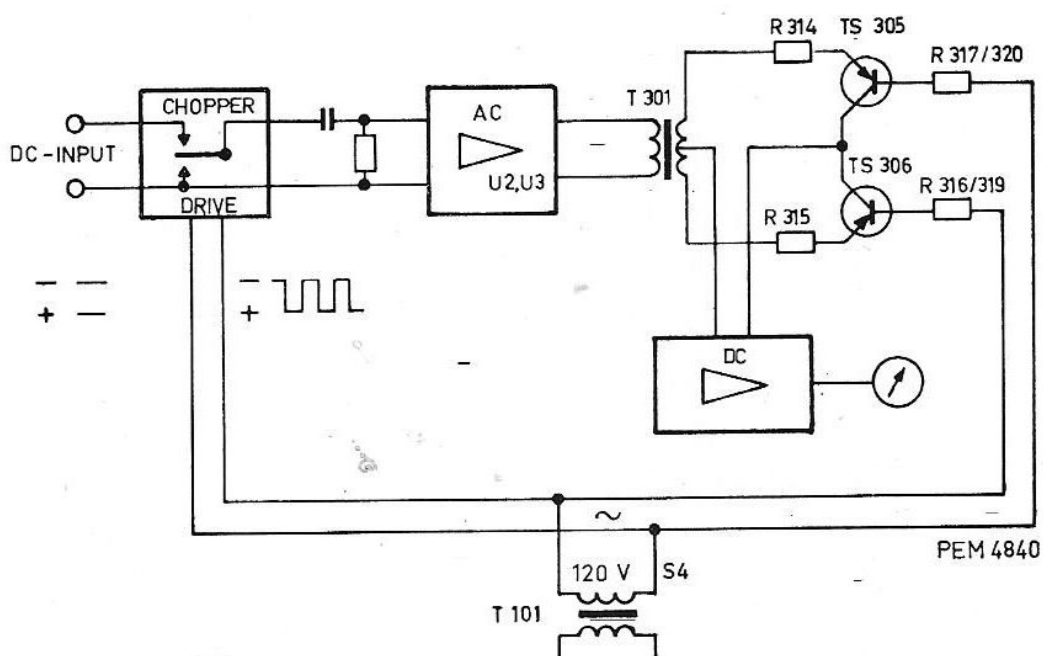 R 314
TS 305
R 317/320
CHOPPER
T 301
AC
DC-INPUT
U2,U3
TS 306
R 316/319
DRIVE
R 315
− —
− 
+ —
+
DC
~
PEM 4840
120 V
S4
T 101